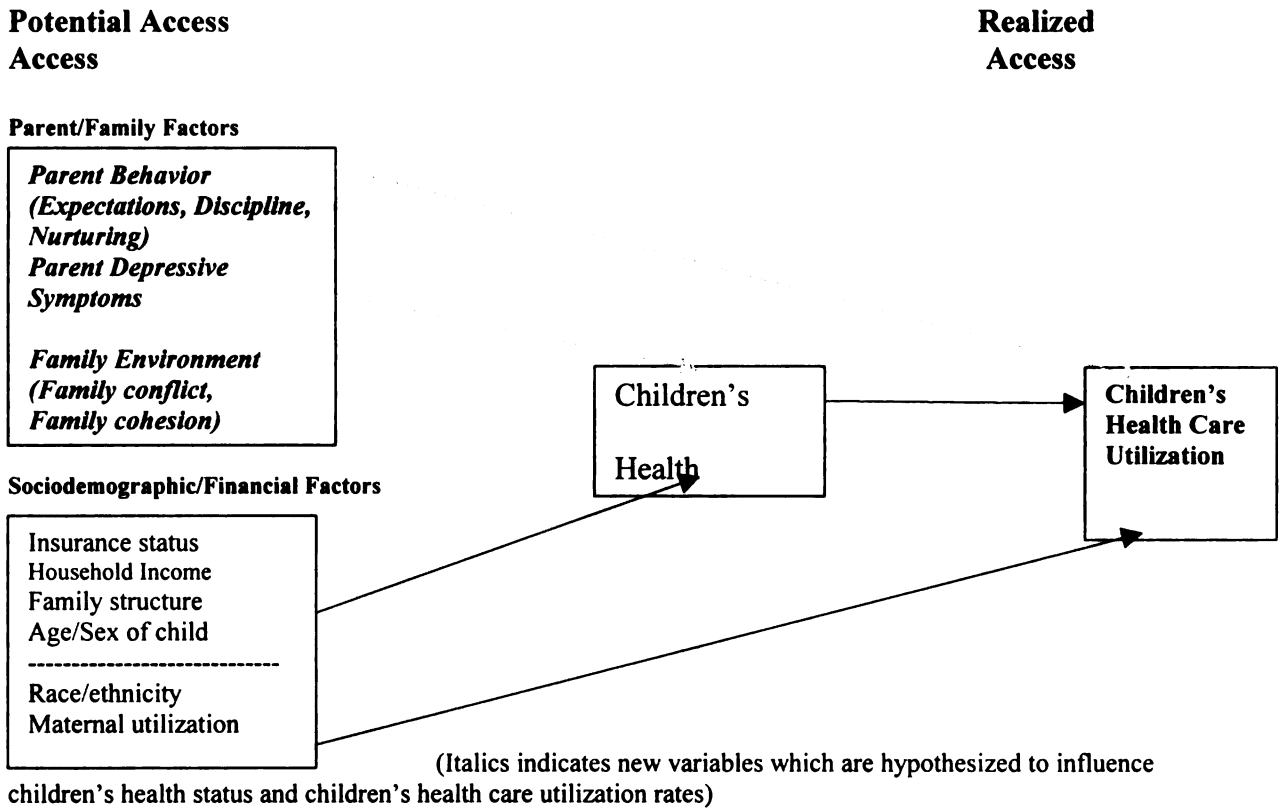 Potential Access
Access
Realized
Access
Parent/Family Factors
Parent Behavior
(Expectations, Discipline,
Nurturing)
Parent Depressive
Symptoms
Family Environment
(Family conflict,
Family cohesion)
Children's
Health
Children's
Health Care
Utilization
Sociodemographic/Financial Factors
Insurance status
Household Income
Family structure
Age/Sex of child
-----------------------------
Race/ethnicity
Maternal utilization
(Italics indicates new variables which are hypothesized to influence
children's health status and children's health care utilization rates)